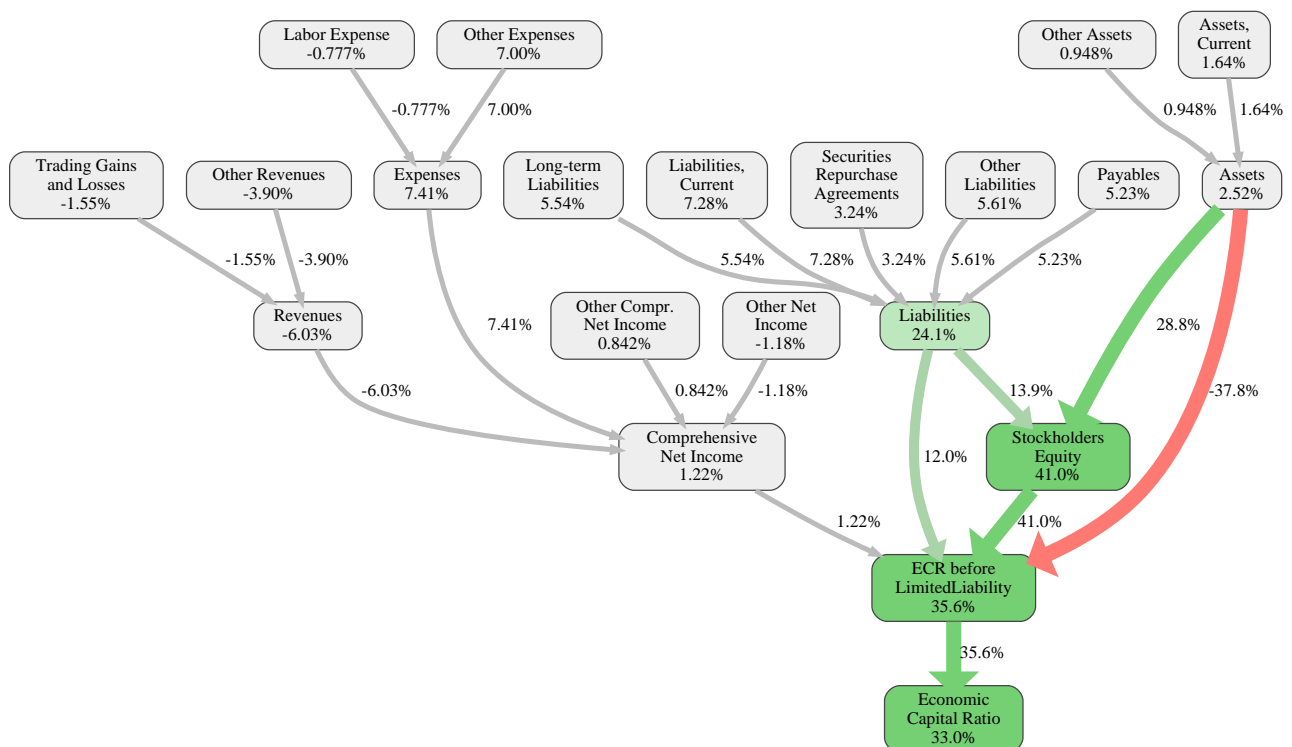 Labor Expense
-0.777%
Other Expenses
7.00%
Other Assets
0.948%
Assets,
Current
1.64%
-0.777%
7.00%
0.948%
1.64%
Trading Gains
and Losses
-1.55%
Other Revenues
-3.90%
Expenses
7.41%
Long-term
Liabilities
5.54%
Liabilities,
Current
7.28%
Securities
Repurchase
Agreements
3.24%
Other
Liabilities
5.61%
Payables
5.23%
Assets
2.52%
-1.55%
-3.90%
5.54%
7.28%
3.24%
5.61%
5.23%
Revenues
-6.03%
7.41%
Other Compr.
Net Income
0.842%
Other Net
Income
-1.18%
Liabilities
24.1%
28.8%
-6.03%
0.842%
-1.18%
13.9%
-37.8%
Comprehensive
Net Income
1.22%
12.0%
Stockholders
Equity
41.0%
1.22%
41.0%
ECR before
LimitedLiability
35.6%
35.6%
Economic
Capital Ratio
33.0%